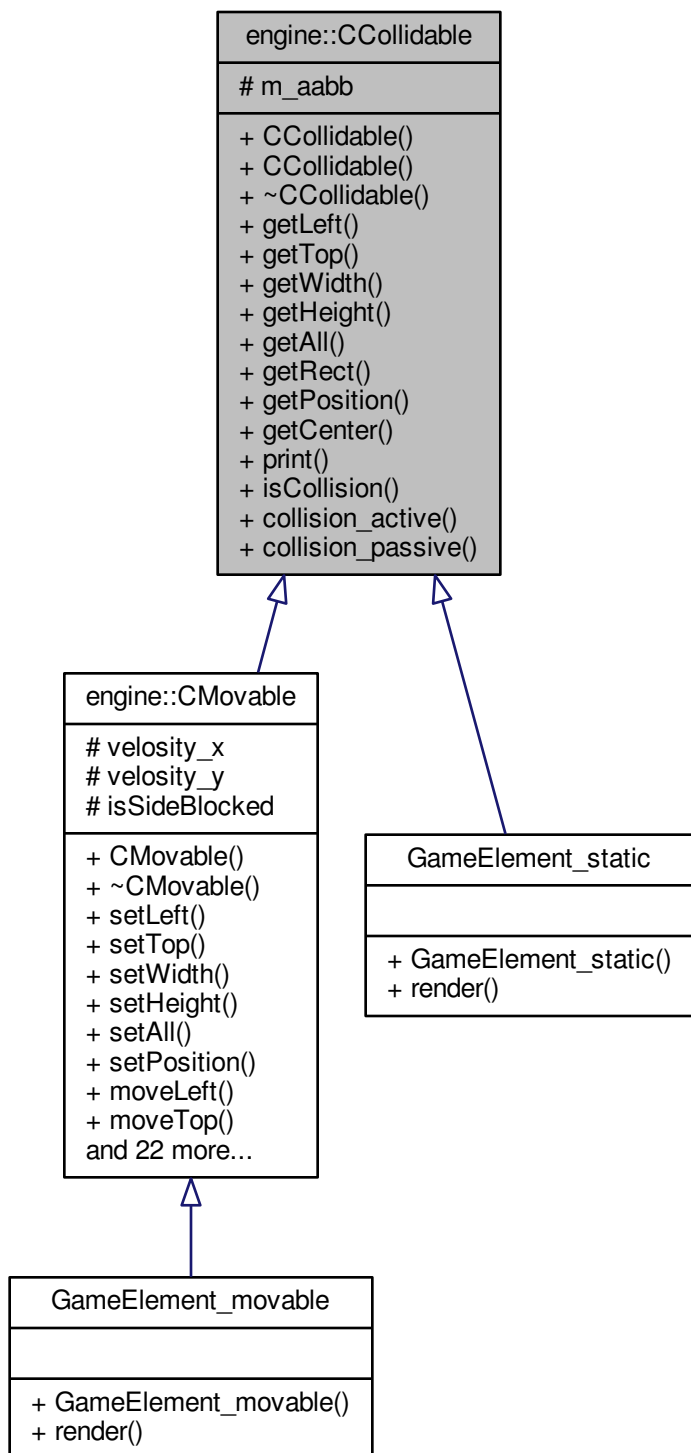 engine::CCollidable
# m_aabb
+ CCollidable()
+ CCollidable()
+ ~CCollidable()
+ getLeft()
+ getTop()
+ getWidth()
+ getHeight()
+ getAll()
+ getRect()
+ getPosition()
+ getCenter()
+ print()
+ isCollision()
+ collision_active()
+ collision_passive()
engine::CMovable
# velosity_x
# velosity_y
# isSideBlocked
+ CMovable()
+ ~CMovable()
+ setLeft()
+ setTop()
+ setWidth()
+ setHeight()
+ setAll()
+ setPosition()
+ moveLeft()
+ moveTop()
and 22 more...
GameElement_static
+ GameElement_static()
+ render()
GameElement_movable
+ GameElement_movable()
+ render()